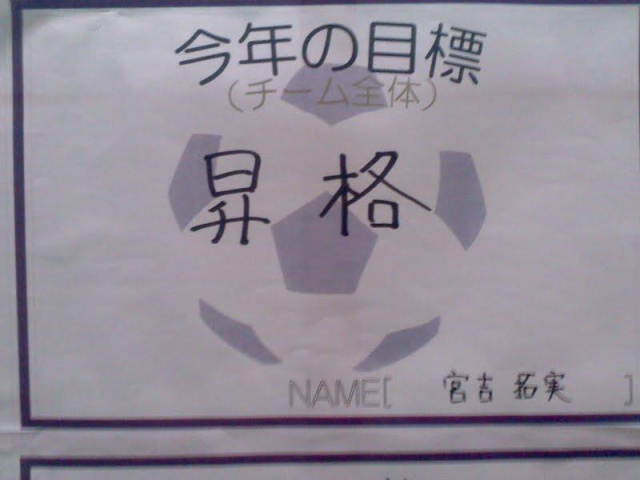 今年の目標
(チーム全体)
昇格
NAME[ 宮吉 拓実 ]